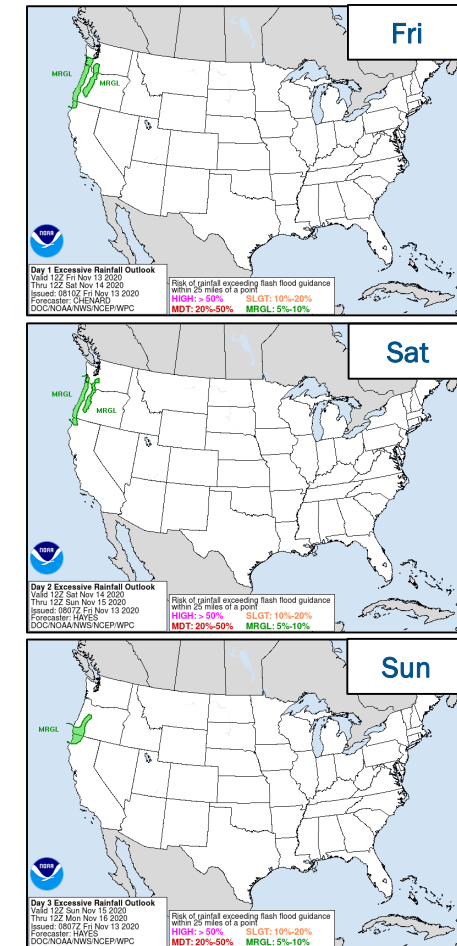 Fri
MRGL
MRGL
NOAA
Day 1 Excessive Rainfall Outlook
Valid 12Z Fri Nov 13 2020
Thru 12Z Sat Nov 14 2020
Issued: 0810Z Fri Nov 13 2020
Forecaster: CHENARD
DOC/NOAA/NWS/NCEP/WPC
Risk of rainfall exceeding flash flood guidance
within 25 miles of a point
HIGH: > 50% SLGT: 10%-20%
MDT: 20%-50% MRGL: 5%-10%
Sat
MRGL
MRGL
NOAA
Day 2 Excessive Rainfall Outlook
Valid 12Z Sat Nov 14 2020
Thru 12Z Sun Nov 15 2020
Issued: 0807Z Fri Nov 13 2020
Forecaster: HAYES
DOC/NOAA/NWS/NCEP/WPC
Risk of rainfall exceeding flash flood guidance
within 25 miles of a point
HIGH: > 50% SLGT: 10%-20%
MDT: 20%-50% MRGL: 5%-10%
Sun
MRGL
NOAA
Day 3 Excessive Rainfall Outlook
Valid 12Z Sun Nov 15 2020
Thru 12Z Mon Nov 16 2020
Issued: 0807Z Fri Nov 13 2020
Forecaster: HAYES
DOC/NOAA/NWS/NCEP/WPC
Risk of rainfall exceeding flash flood guidance
within 25 miles of a point
HIGH: > 50% SLGT: 10%-20%
MDT: 20%-50% MRGL: 5%-10%